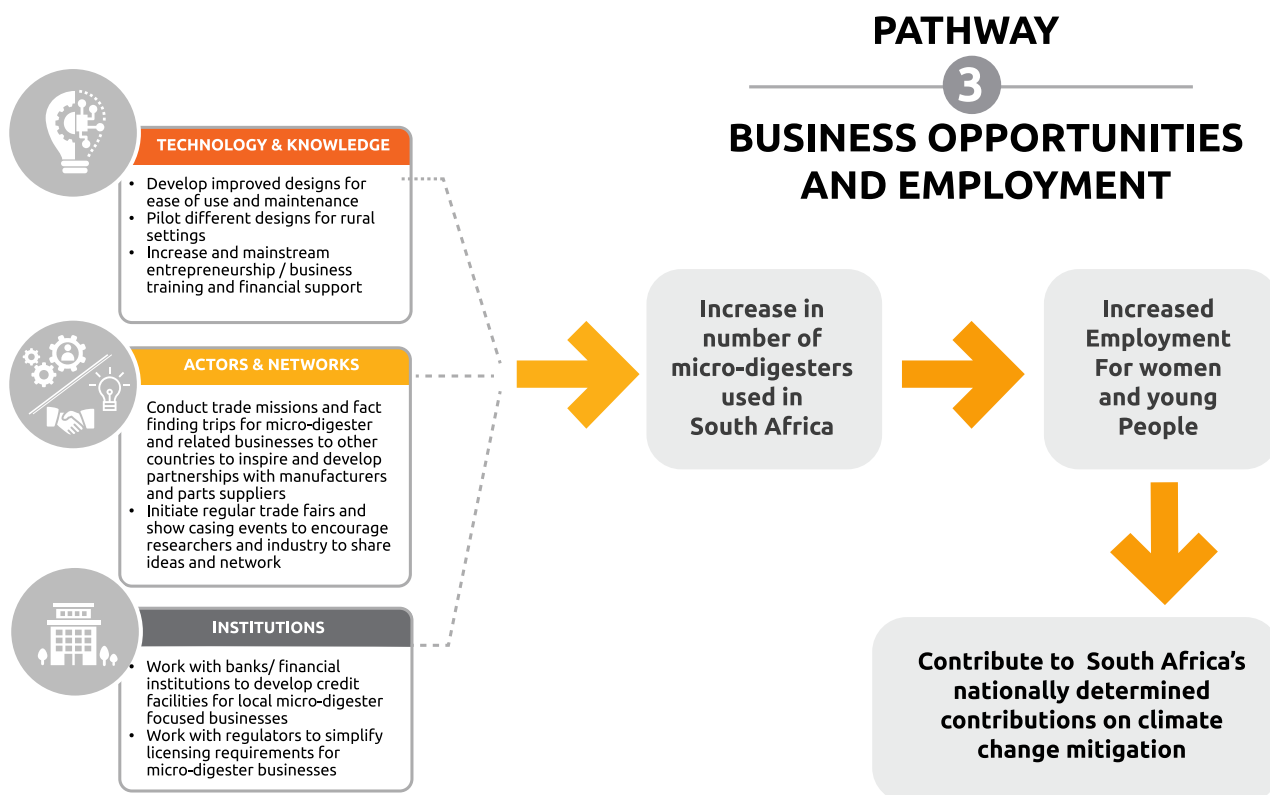 PATHWAY
3
BUSINESS OPPORTUNITIES
AND EMPLOYMENT
TECHNOLOGY & KNOWLEDGE
• Develop improved designs for
ease of use and maintenance
• Pilot different designs for rural
settings
• Increase and mainstream
entrepreneurship / business
training and financial support
ACTORS & NETWORKS
Conduct trade missions and fact
finding trips for micro-digester
and related businesses to other
countries to inspire and develop
partnerships with manufacturers
and parts suppliers
• Initiate regular trade fairs and
show casing events to encourage
researchers and industry to share
ideas and network
INSTITUTIONS
• Work with banks/ financial
institutions to develop credit
facilities for local micro-digester
focused businesses
• Work with regulators to simplify
licensing requirements for
micro-digester businesses
Increase in
number of
micro-digesters
used in
South Africa
Increased
Employment
For women
and young
People
Contribute to South Africa's
nationally determined
contributions on climate
change mitigation